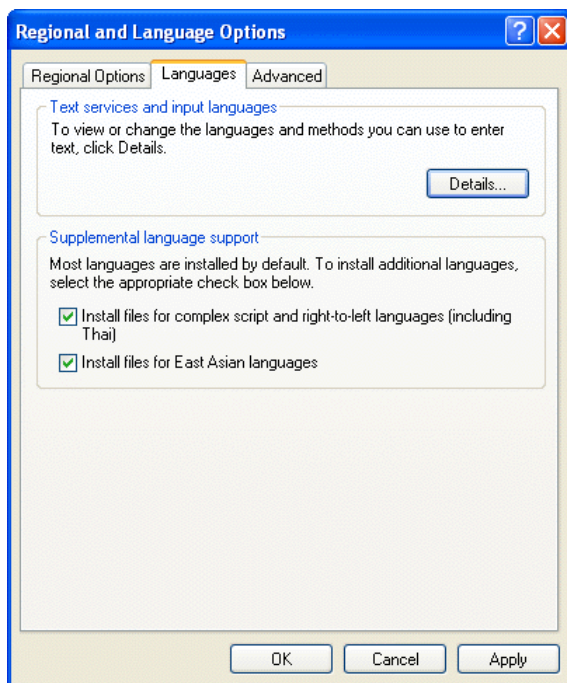 Regional and Language Options
Regional Options Languages Advanced
Text services and input languages
To view or change the languages and methods you can use to enter
text, click Details.
Details...
Supplemental language support
Most languages are installed by default. To install additional languages,
select the appropriate check box below.
Install files for complex script and right-to-left languages (including
Thai)
Install files for East Asian languages
OK Cancel Apply